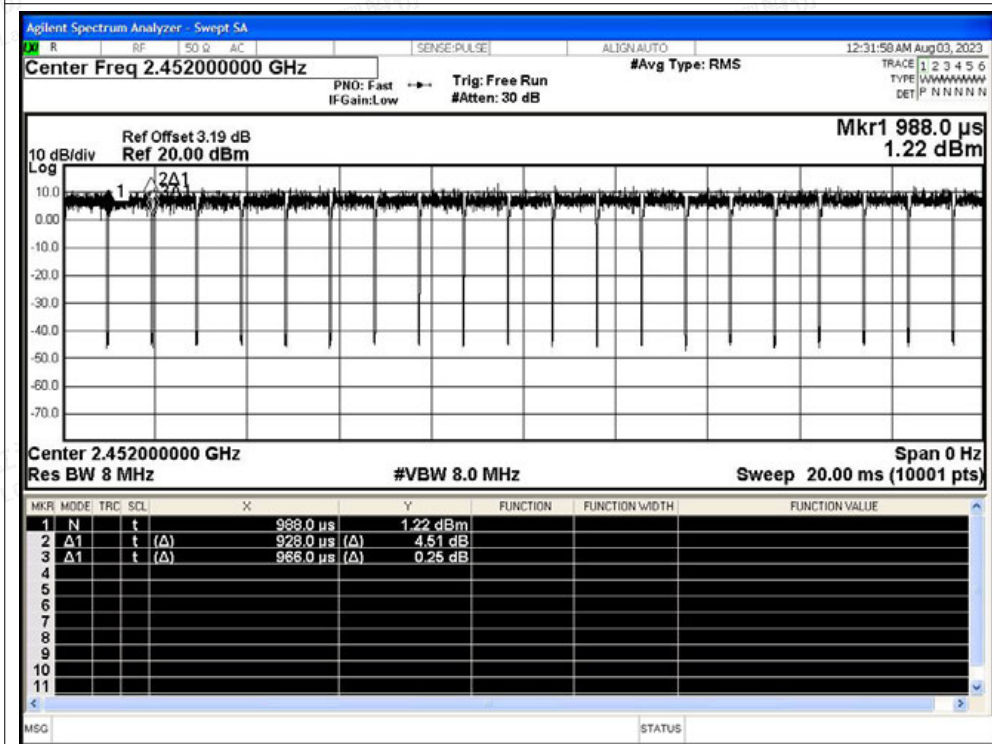 Agilent Spectrum Analyzer - Swept SA
R RF 50 Ω AC SENSE:PULSE ALIGN AUTO 12:31:58 AM Aug 03, 2023
Center Freq 2.452000000 GHz #Avg Type: RMS TRACE 1 2 3 4 5 6
PNO: Fast Trig: Free Run TYPE WWWWWW
IFGain:Low #Atten: 30 dB DET P N N N N N
Mkr1 988.0 µs
Ref Offset 3.19 dB
10 dB/div Ref 20.00 dBm 1.22 dBm
Log
2Δ1
10.0 1
0.00
-10.0
-20.0
-30.0
-40.0
-50.0
-60.0
-70.0
Center 2.452000000 GHz Span 0 Hz
Res BW 8 MHz #VBW 8.0 MHz Sweep 20.00 ms (10001 pts)
MKR MODE TRC SCL X Y FUNCTION FUNCTION WIDTH FUNCTION VALUE
1 N t 988.0 µs 1.22 dBm
2 Δ1 t (Δ) 928.0 µs (Δ) 4.51 dB
3 Δ1 t (Δ) 966.0 µs (Δ) 0.25 dB
4
5
6
7
8
9
10
11
MSG STATUS